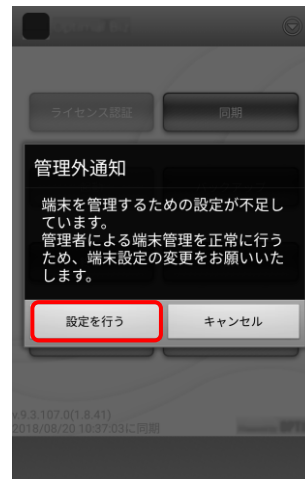 ライセンス認証
同期
管理外通知
端末を管理するための設定が不足し
ています。
管理者による端末管理を正常に行う
ため、端末設定の変更をお願いいた
します。
設定を行う
キャンセル
v.9.3.107.0(1.8.41)
2018/08/20 10:37:03に同期